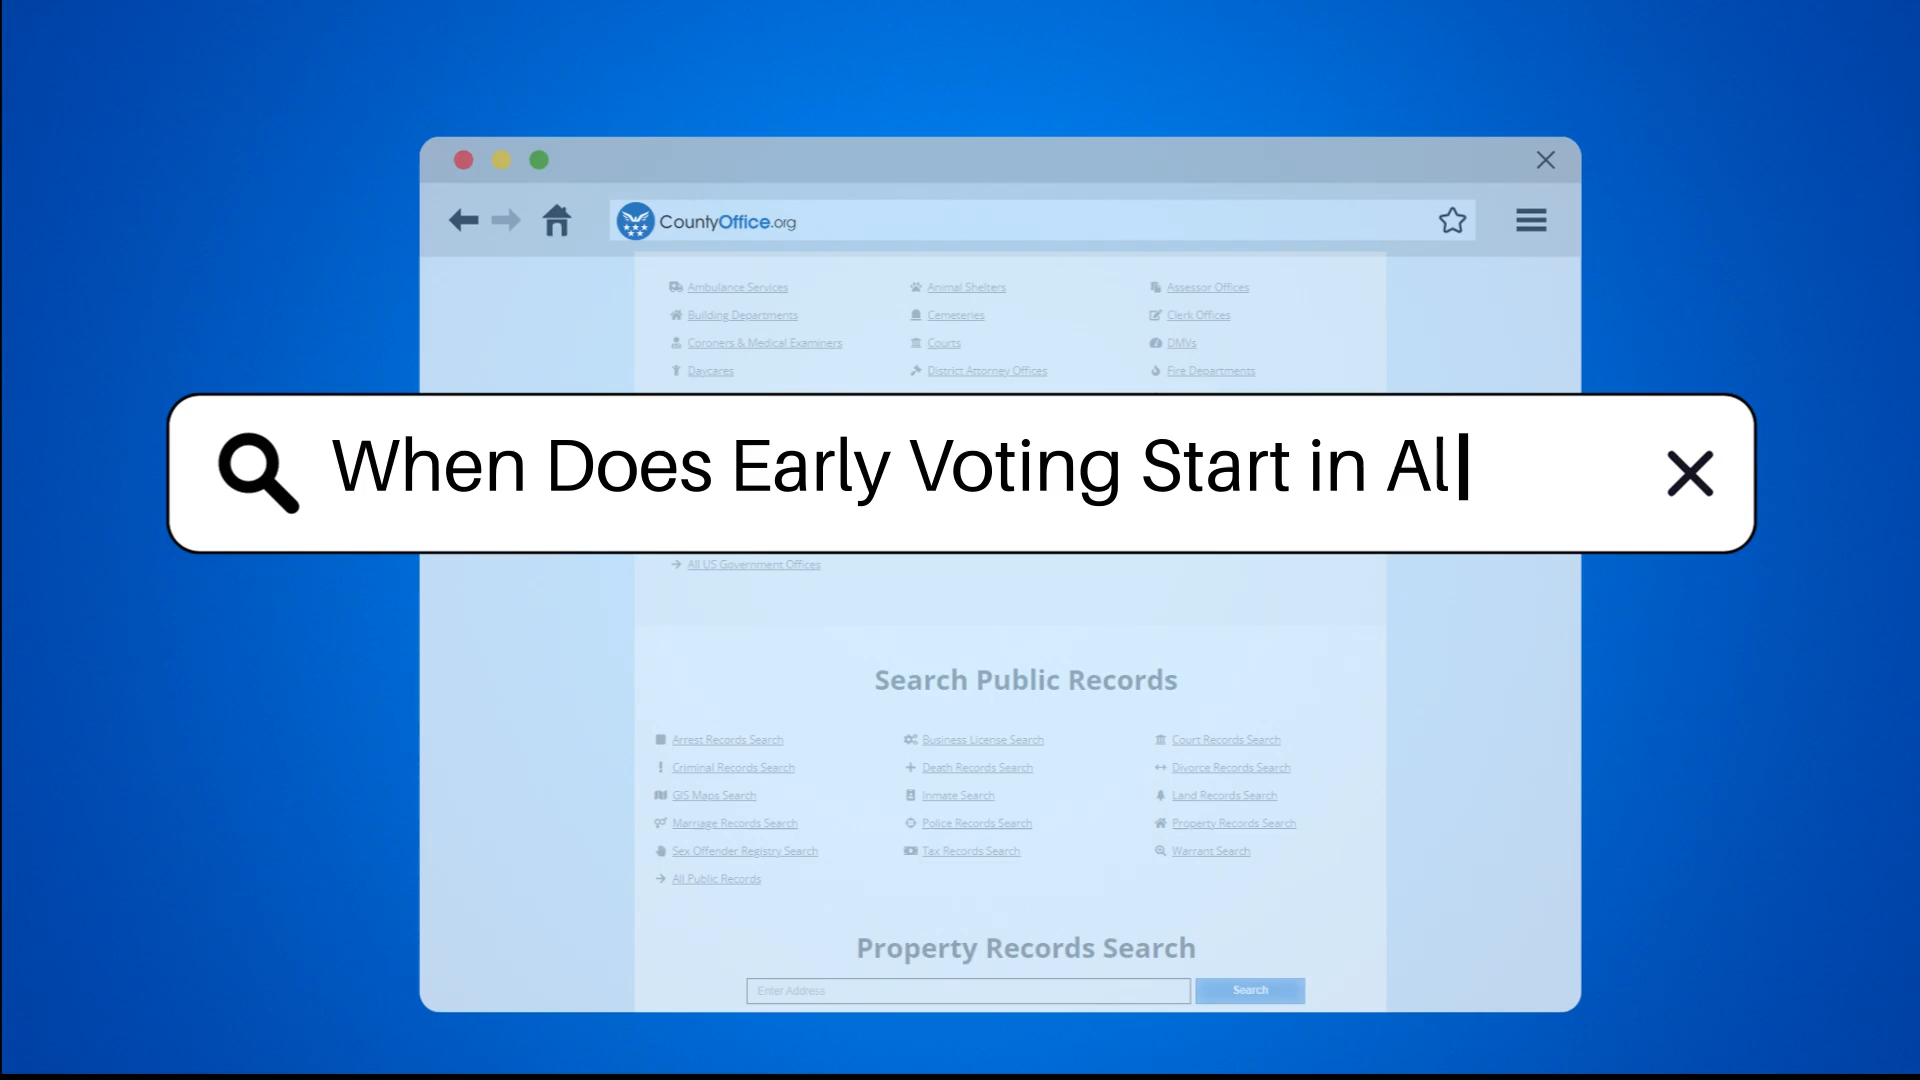 CountyOffice.org
Ambulance Services Animal Shelters Assessor Offices
Building Departments Cemeteries Clerk Offices
Coroners & Medical Examiners Courts DMVs
Daycares District Attorney Offices Fire Departments
When Does Early Voting Start in Al
All US Government Offices
Search Public Records
Arrest Records Search Business License Search Court Records Search
Criminal Records Search Death Records Search Divorce Records Search
GIS Maps Search Inmate Search Land Records Search
Marriage Records Search Police Records Search Property Records Search
Sex Offender Registry Search Tax Records Search Warrant Search
All Public Records
Property Records Search
Enter Address Search